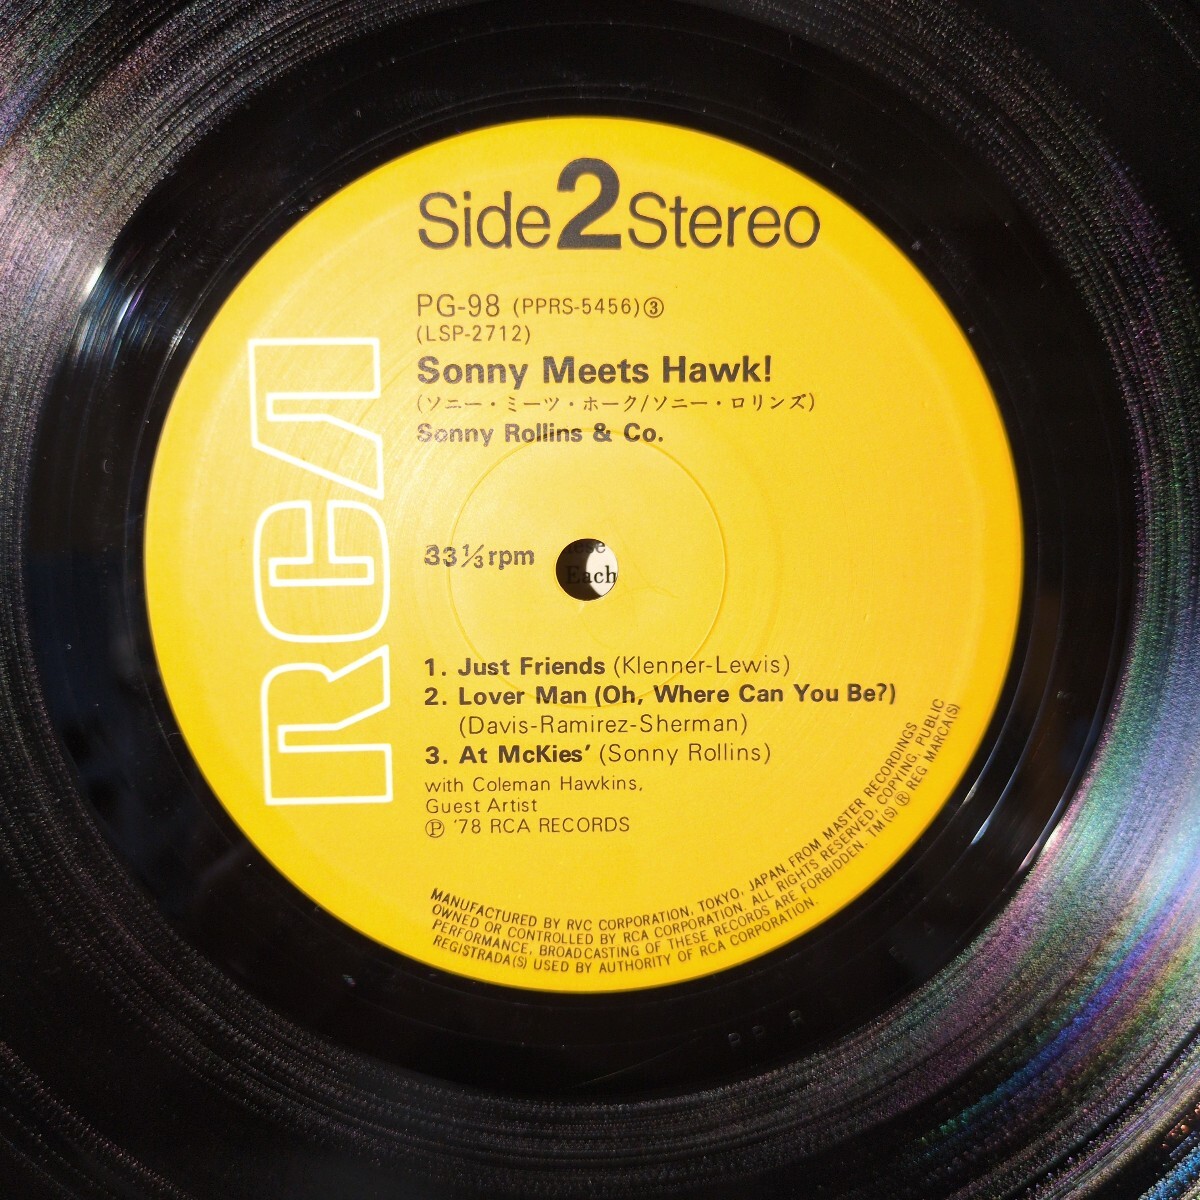 Side 2 Stereo
PG-98 (PPRS-5456)③
(LSP-2712)
Sonny Meets Hawk!
(ソニー・ミーツ・ホーク/ソニー・ロリンズ)
Sonny Rollins & Co.
RCA
33⅓rpm
Each
1. Just Friends (Klenner-Lewis)
2. Lover Man (Oh, Where Can You Be?)
(Davis-Ramirez-Sherman)
3. At McKies' (Sonny Rollins)
with Coleman Hawkins,
Guest Artist
Ⓟ '78 RCA RECORDS
MANUFACTURED BY RVC CORPORATION, TOKYO, JAPAN, FROM MASTER RECORDINGS
OWNED OR CONTROLLED BY RCA CORPORATION. ALL RIGHTS RESERVED, COPYING, PUBLIC
PERFORMANCE, BROADCASTING OF THESE RECORDS ARE FORBIDDEN. TM(S) ® REG MARCA(S)
REGISTRADA(S) USED BY AUTHORITY OF RCA CORPORATION.